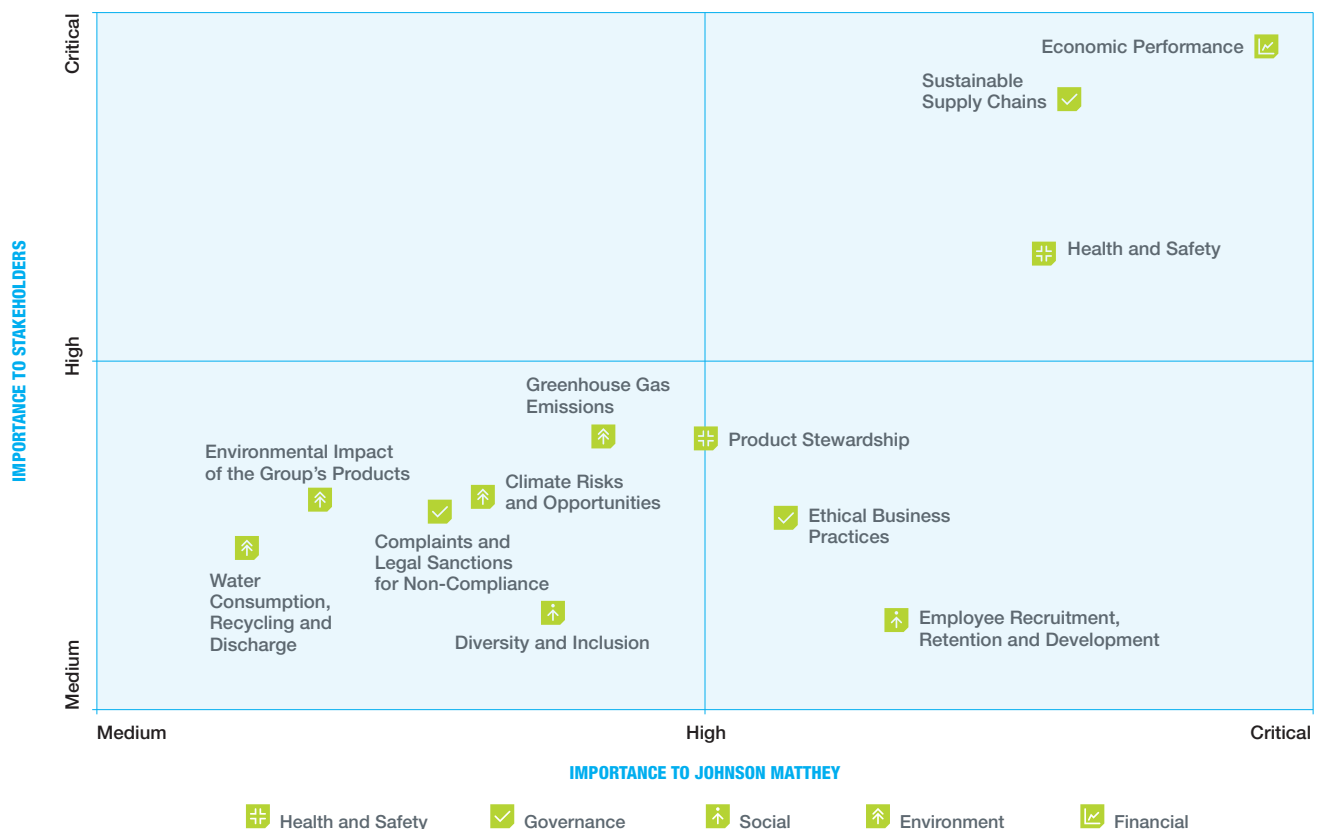 Critical
Economic Performance
Sustainable
Supply Chains
Health and Safety
IMPORTANCE TO STAKEHOLDERS
High
Greenhouse Gas
Emissions
Product Stewardship
Environmental Impact
of the Group’s Products
Climate Risks
and Opportunities
Complaints and
Legal Sanctions
for Non-Compliance
Ethical Business
Practices
Water
Consumption,
Recycling and
Discharge
Diversity and Inclusion
Employee Recruitment,
Retention and Development
Medium
Medium
High
Critical
IMPORTANCE TO JOHNSON MATTHEY
Health and Safety
Governance
Social
Environment
Financial